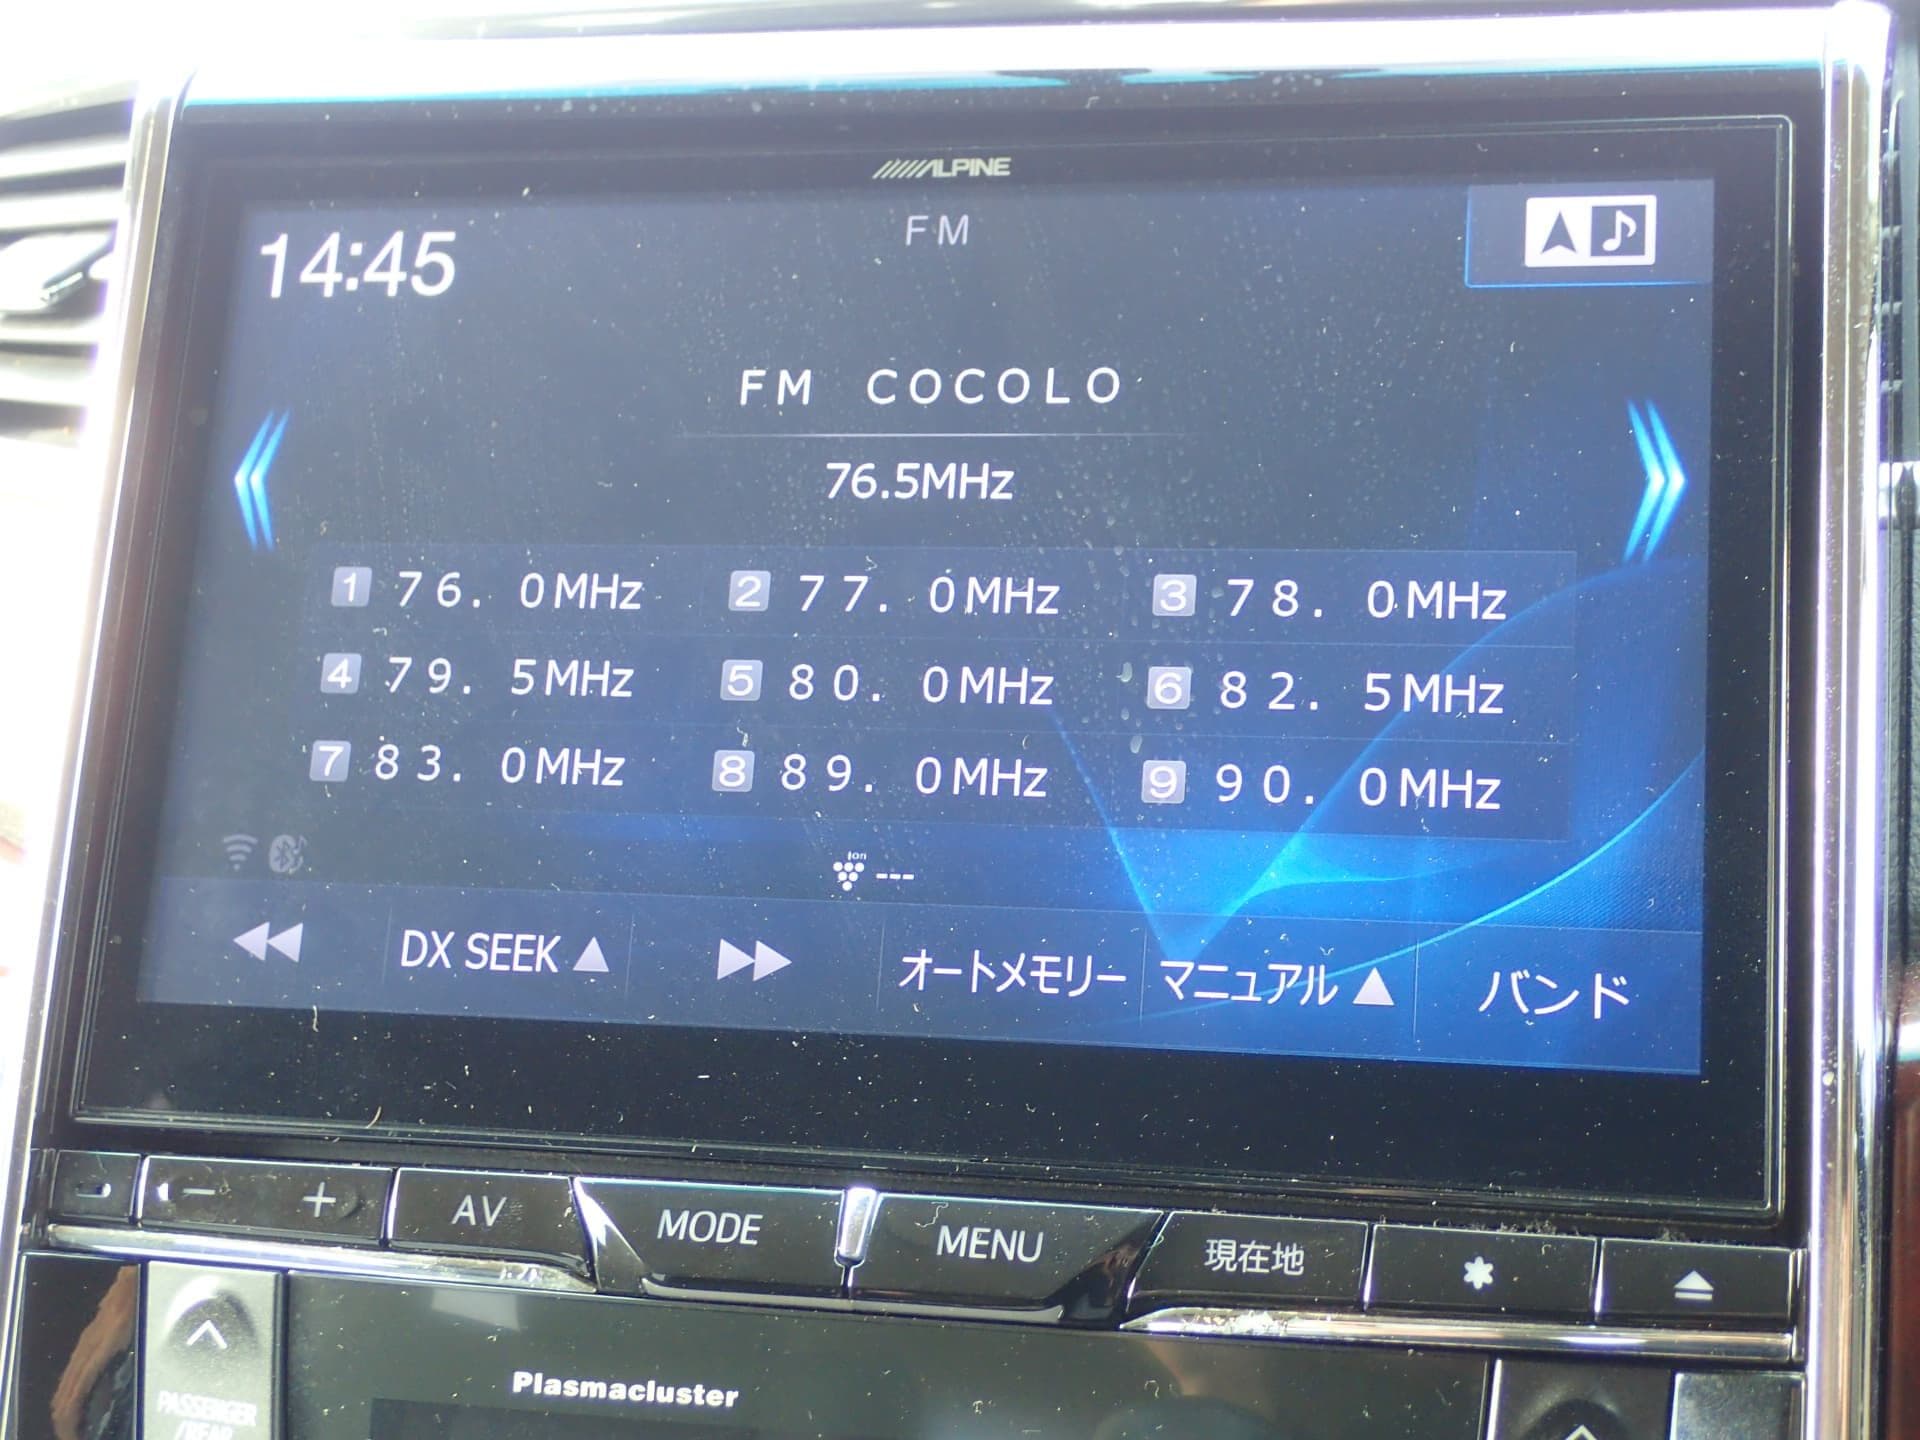 ALPINE
14:45
FM
FM COCOLO
76.5MHz
1 76.0MHz 2 77.0MHz 3 78.0MHz
4 79.5MHz 5 80.0MHz 6 82.5MHz
7 83.0MHz 8 89.0MHz 9 90.0MHz
Ion ---
DX SEEK▲ オートメモリー マニュアル▲ バンド
− + AV MODE MENU 現在地 *
Plasmacluster
PASSENGER
/REAR